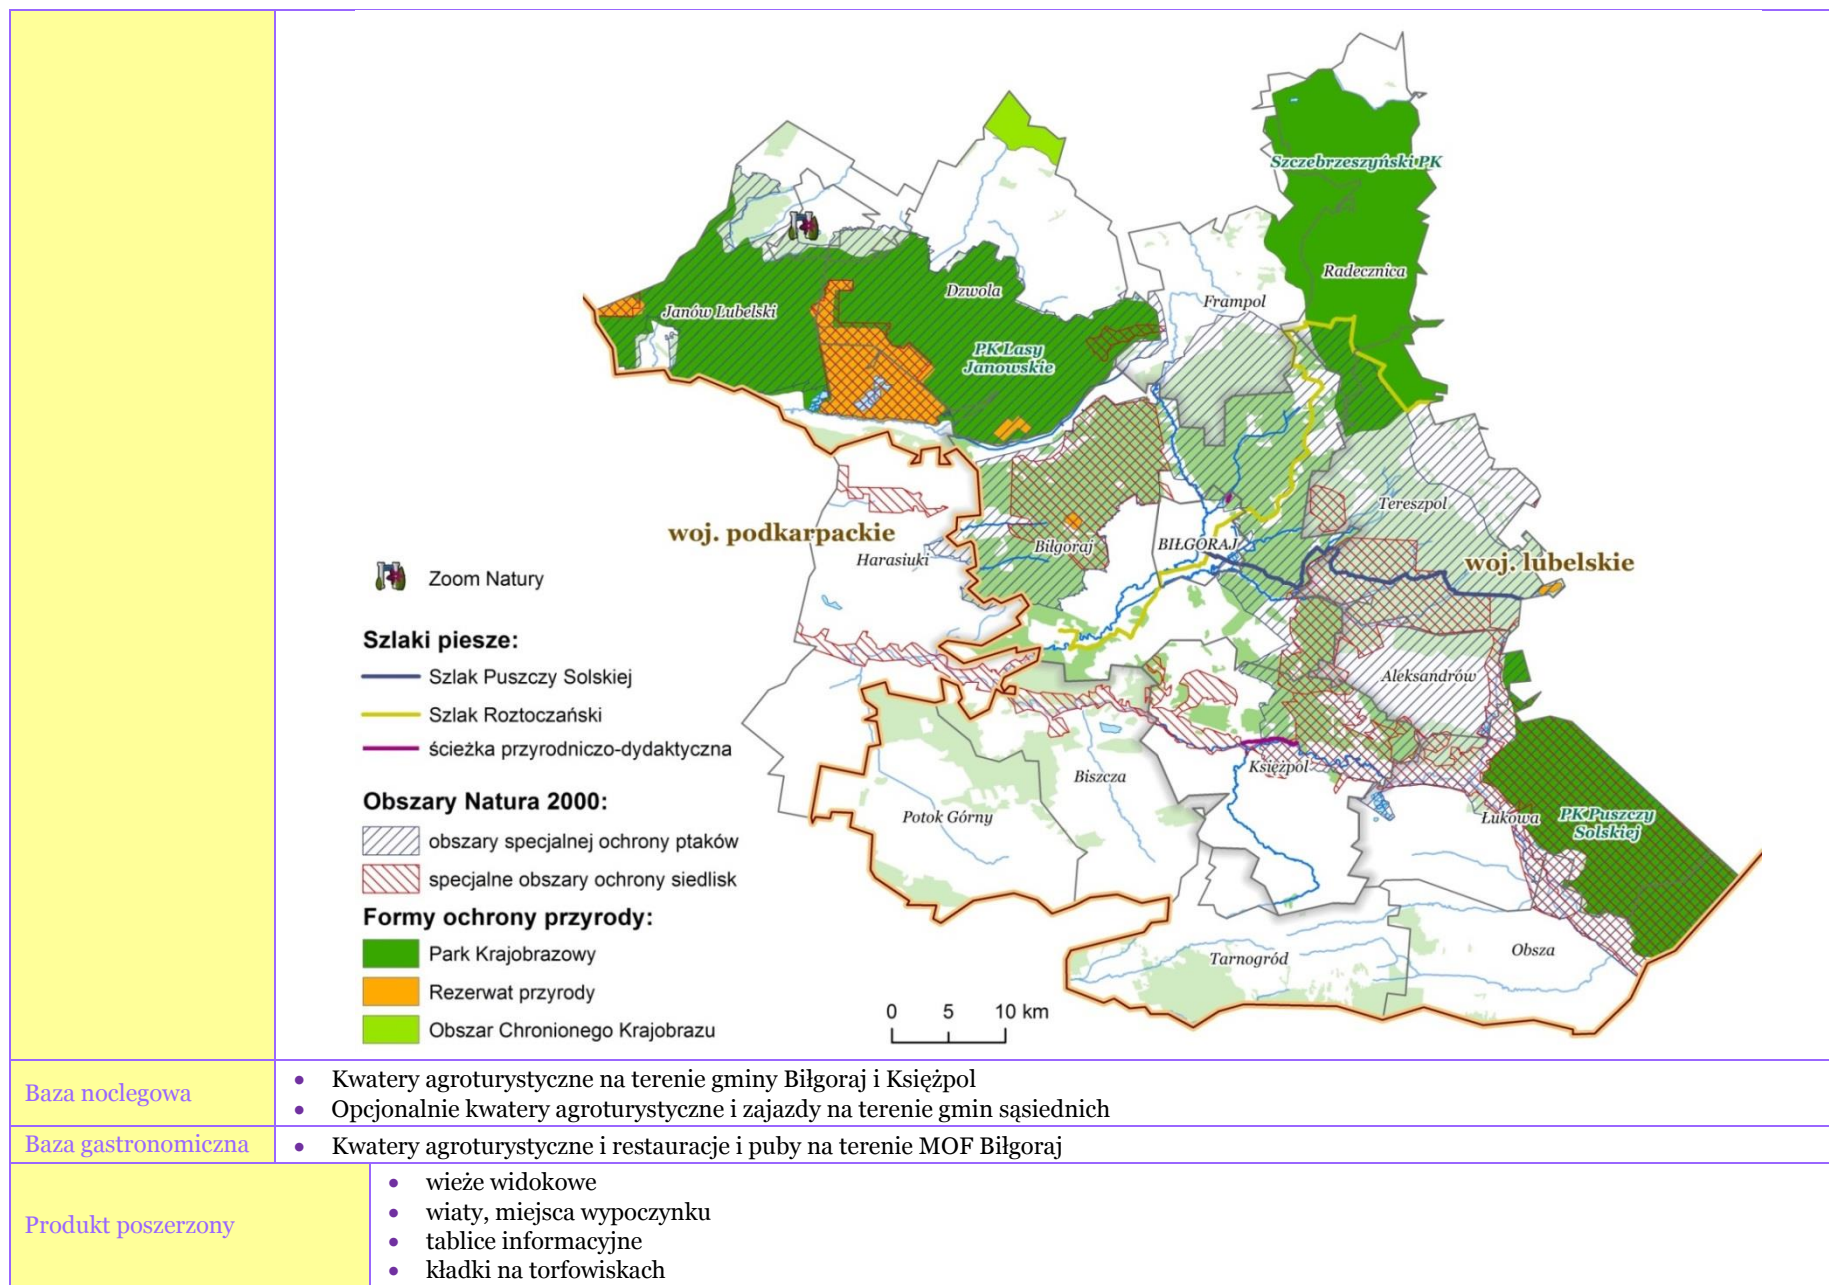 Szczebrzeszyński PK
Radecznica
Dzwola
Frampol
Janów Lubelski
PK Lasy
Janowskie
Tereszpol
woj. podkarpackie
Harasiuki
Biłgoraj
BIŁGORAJ
woj. lubelskie
Aleksandrów
Księżpol
Biszcza
Potok Górny
Łukowa
PK Puszczy
Solskiej
Tarnogród
Obsza
Zoom Natury
Szlaki piesze:
Szlak Puszczy Solskiej
Szlak Roztoczański
ścieżka przyrodniczo-dydaktyczna
Obszary Natura 2000:
obszary specjalnej ochrony ptaków
specjalne obszary ochrony siedlisk
Formy ochrony przyrody:
Park Krajobrazowy
Rezerwat przyrody
Obszar Chronionego Krajobrazu
0 5 10 km
Baza noclegowa
• Kwatery agroturystyczne na terenie gminy Biłgoraj i Księżpol
• Opcjonalnie kwatery agroturystyczne i zajazdy na terenie gmin sąsiednich
Baza gastronomiczna
• Kwatery agroturystyczne i restauracje i puby na terenie MOF Biłgoraj
Produkt poszerzony
• wieże widokowe
• wiaty, miejsca wypoczynku
• tablice informacyjne
• kładki na torfowiskach